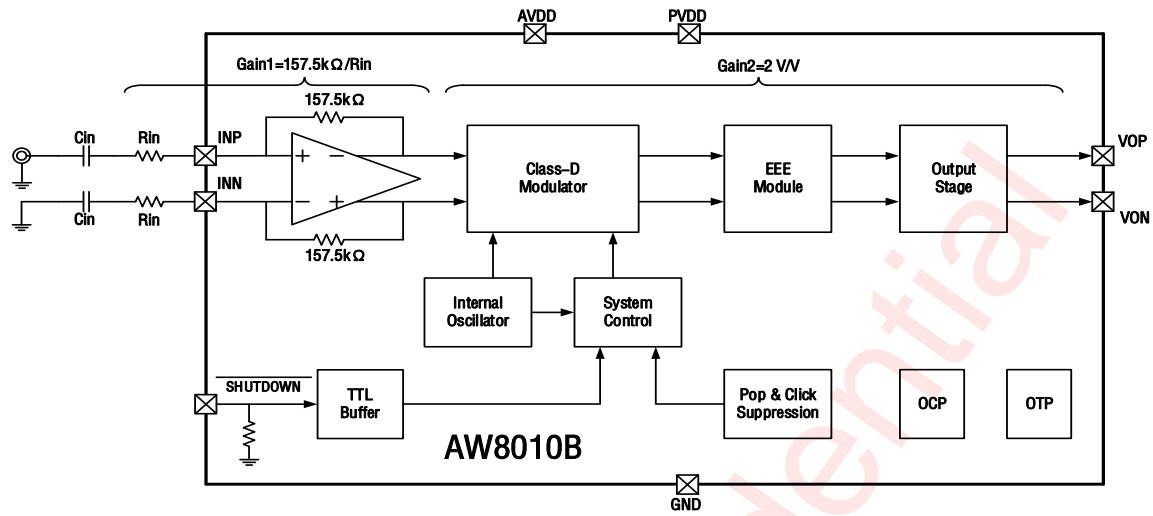 AVDD
PVDD
Gain1=157.5kΩ/Rin
Gain2=2 V/V
157.5kΩ
Cin
Rin
INP
+ −
Class–D
Modulator
EEE
Module
Output
Stage
VOP
INN
− +
Cin
Rin
157.5kΩ
VON
Internal
Oscillator
System
Control
SHUTDOWN
TTL
Buffer
Pop & Click
Suppression
OCP
OTP
AW8010B
GND
dential